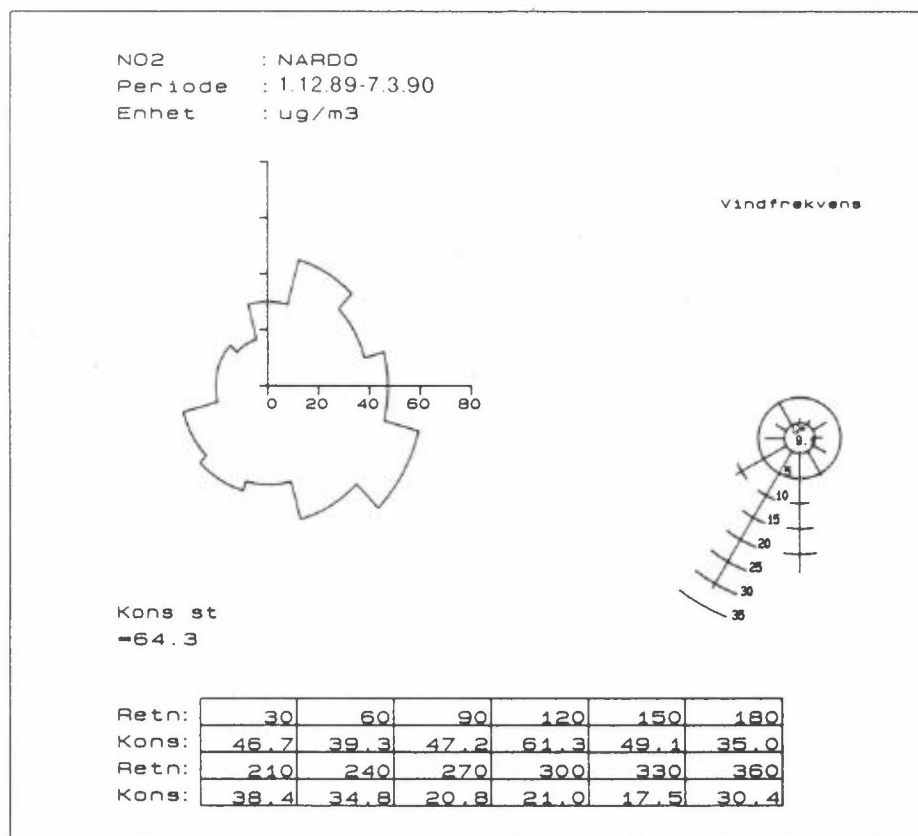 NO2 : NARDO
Periode : 1.12.89-7.3.90
Enhet : ug/m3
Vindfrekvens
0 20 40 60 80
5
10
15
20
25
30
35
Kons st
=64.3
Retn: 30 60 90 120 150 180
Kons: 46.7 39.3 47.2 61.3 49.1 35.0
Retn: 210 240 270 300 330 360
Kons: 38.4 34.8 20.8 21.0 17.5 30.4